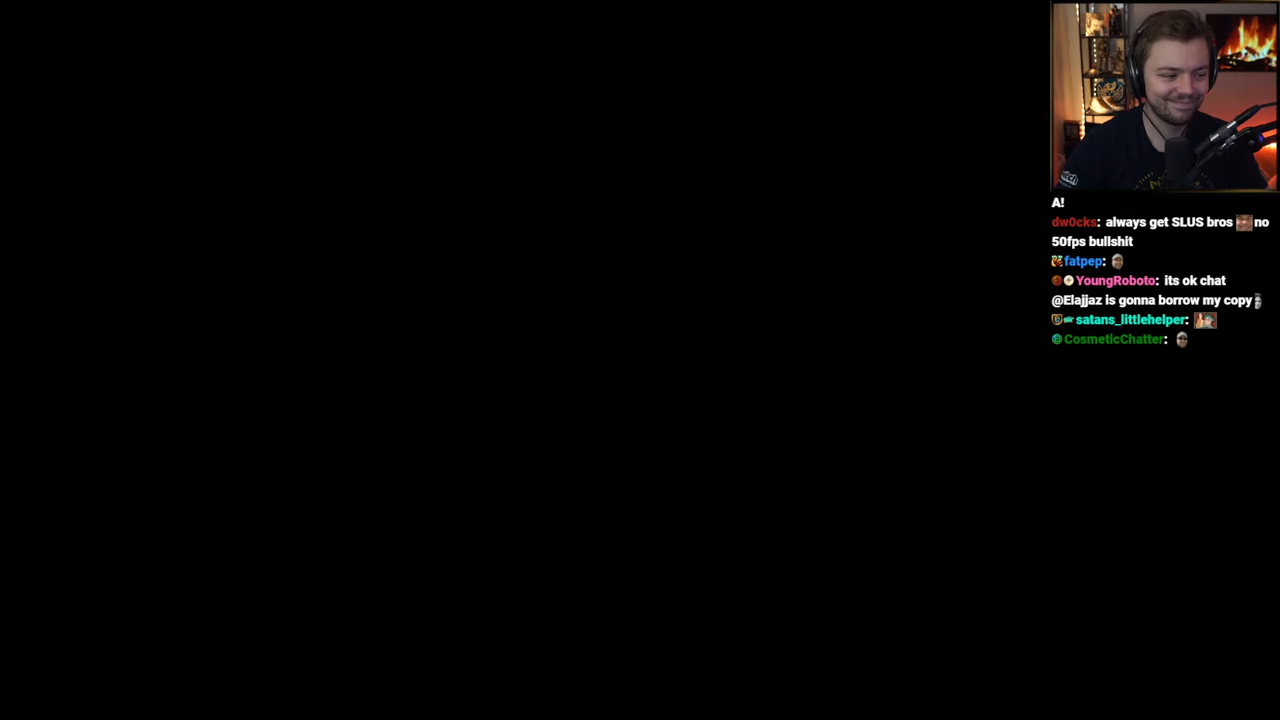 A!
dw0cks: always get SLUS bros no
50fps bullshit
fatpep:
YoungRoboto: its ok chat
@Elajjaz is gonna borrow my copy
satans_littlehelper:
CosmeticChatter: